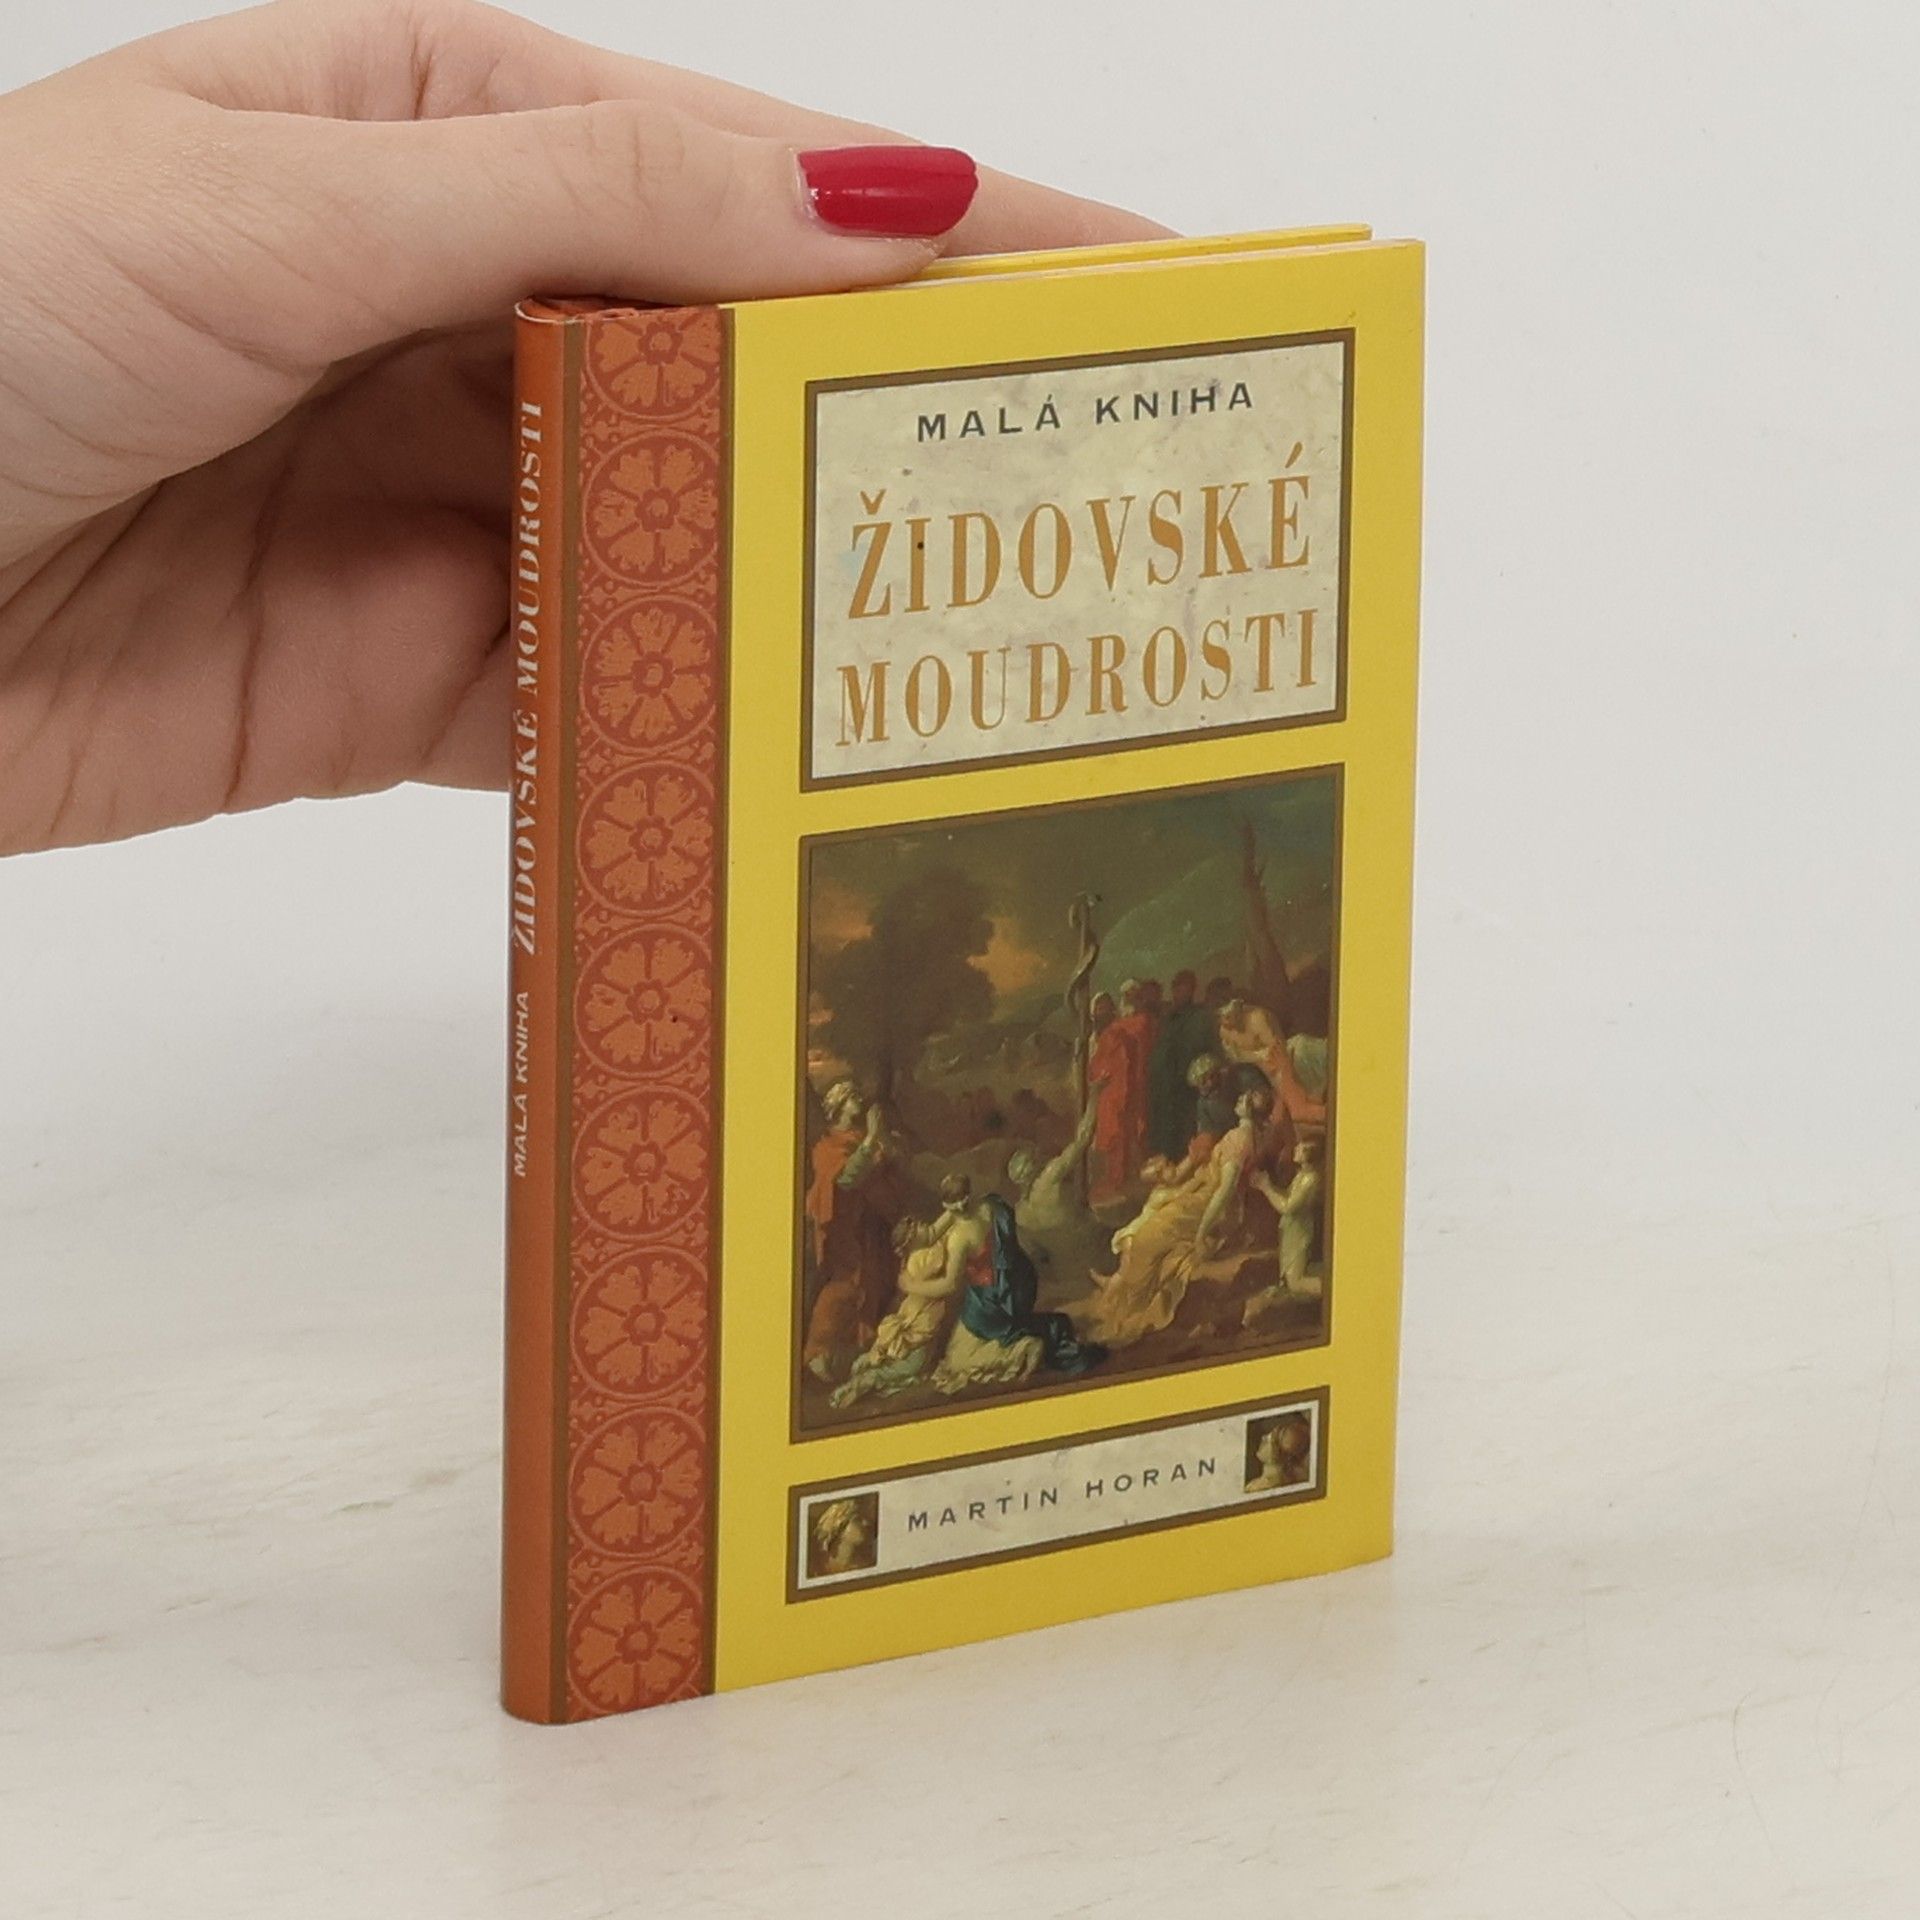 MALÁ KNIHA ŽIDOVSKÉ MOUDROSTI
MALÁ KNIHA
ŽIDOVSKÉ
MOUDROSTI
MARTIN HORAN